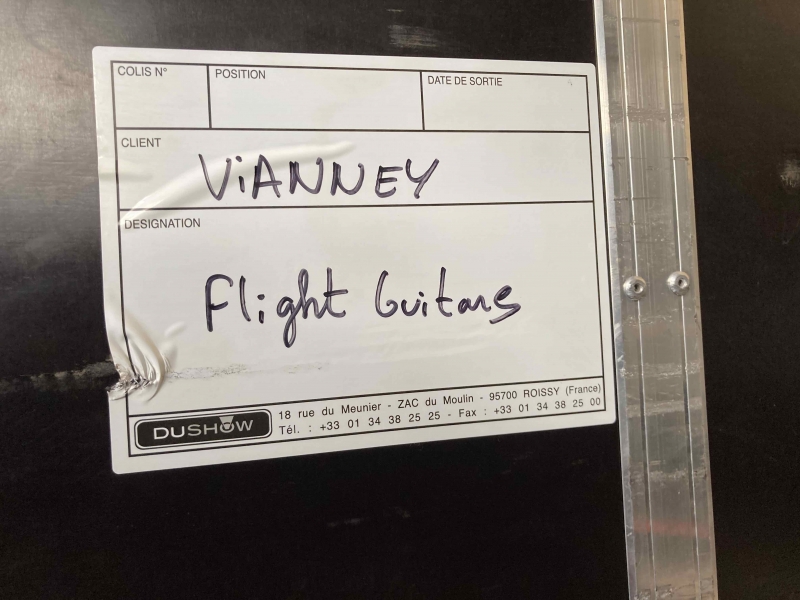 COLIS N° POSITION DATE DE SORTIE
CLIENT
ViANNEY
DESIGNATION
Flight Guitars
DUSHOW
18 rue du Meunier - ZAC du Moulin - 95700 ROISSY (France)
Tél. : +33 01 34 38 25 25 - Fax : +33 01 34 38 25 00